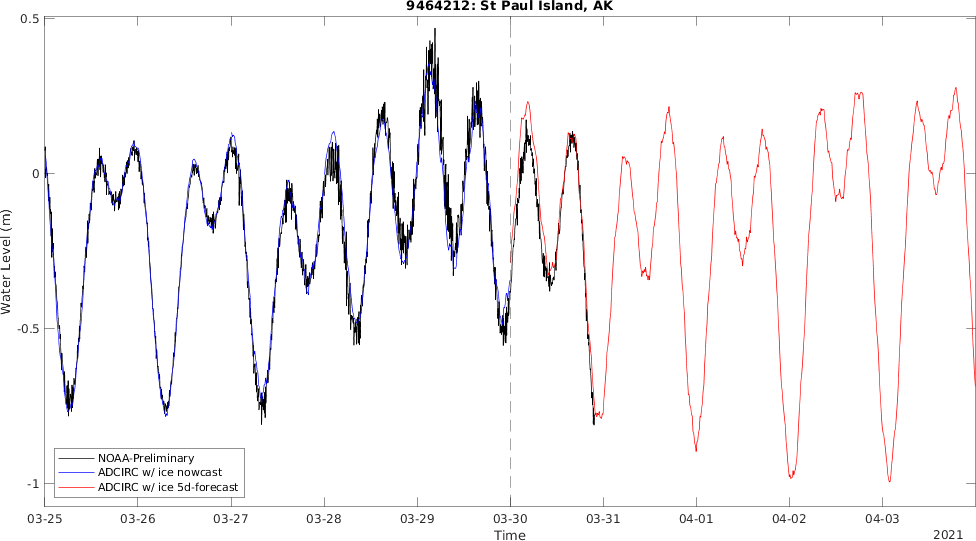 9464212: St Paul Island, AK
0.5
0
-0.5
-1
Water Level (m)
NOAA-Preliminary
ADCIRC w/ ice nowcast
ADCIRC w/ ice 5d-forecast
03-25 03-26 03-27 03-28 03-29 03-30 03-31 04-01 04-02 04-03
Time
2021